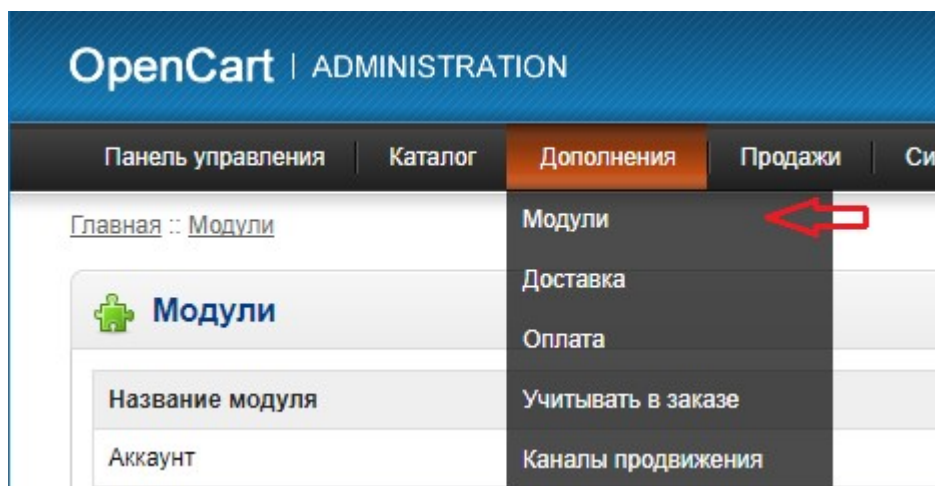 OpenCart | ADMINISTRATION
Панель управления Каталог Дополнения Продажи
Главная :: Модули
Модули
Доставка
Оплата
Учитывать в заказе
Каналы продвижения
Модули
Название модуля
Аккаунт